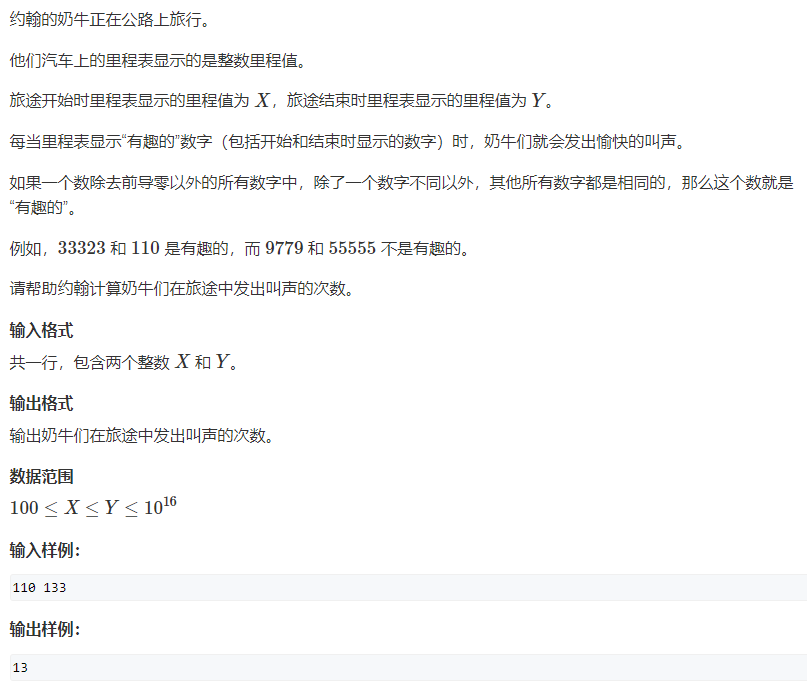 约翰的奶牛正在公路上旅行。
他们汽车上的里程表显示的是整数里程值。
旅途开始时里程表显示的里程值为 X，旅途结束时里程表显示的里程值为 Y。
每当里程表显示“有趣的”数字（包括开始和结束时显示的数字）时，奶牛们就会发出愉快的叫声。
如果一个数除去前导零以外的所有数字中，除了一个数字不同以外，其他所有数字都是相同的，那么这个数就是
“有趣的”。
例如，33323 和 110 是有趣的，而 9779 和 55555 不是有趣的。
请帮助约翰计算奶牛们在旅途中发出叫声的次数。
输入格式
共一行，包含两个整数 X 和 Y。
输出格式
输出奶牛们在旅途中发出叫声的次数。
数据范围
100 ≤ X ≤ Y ≤ 10¹⁶
输入样例：
110 133
输出样例：
13